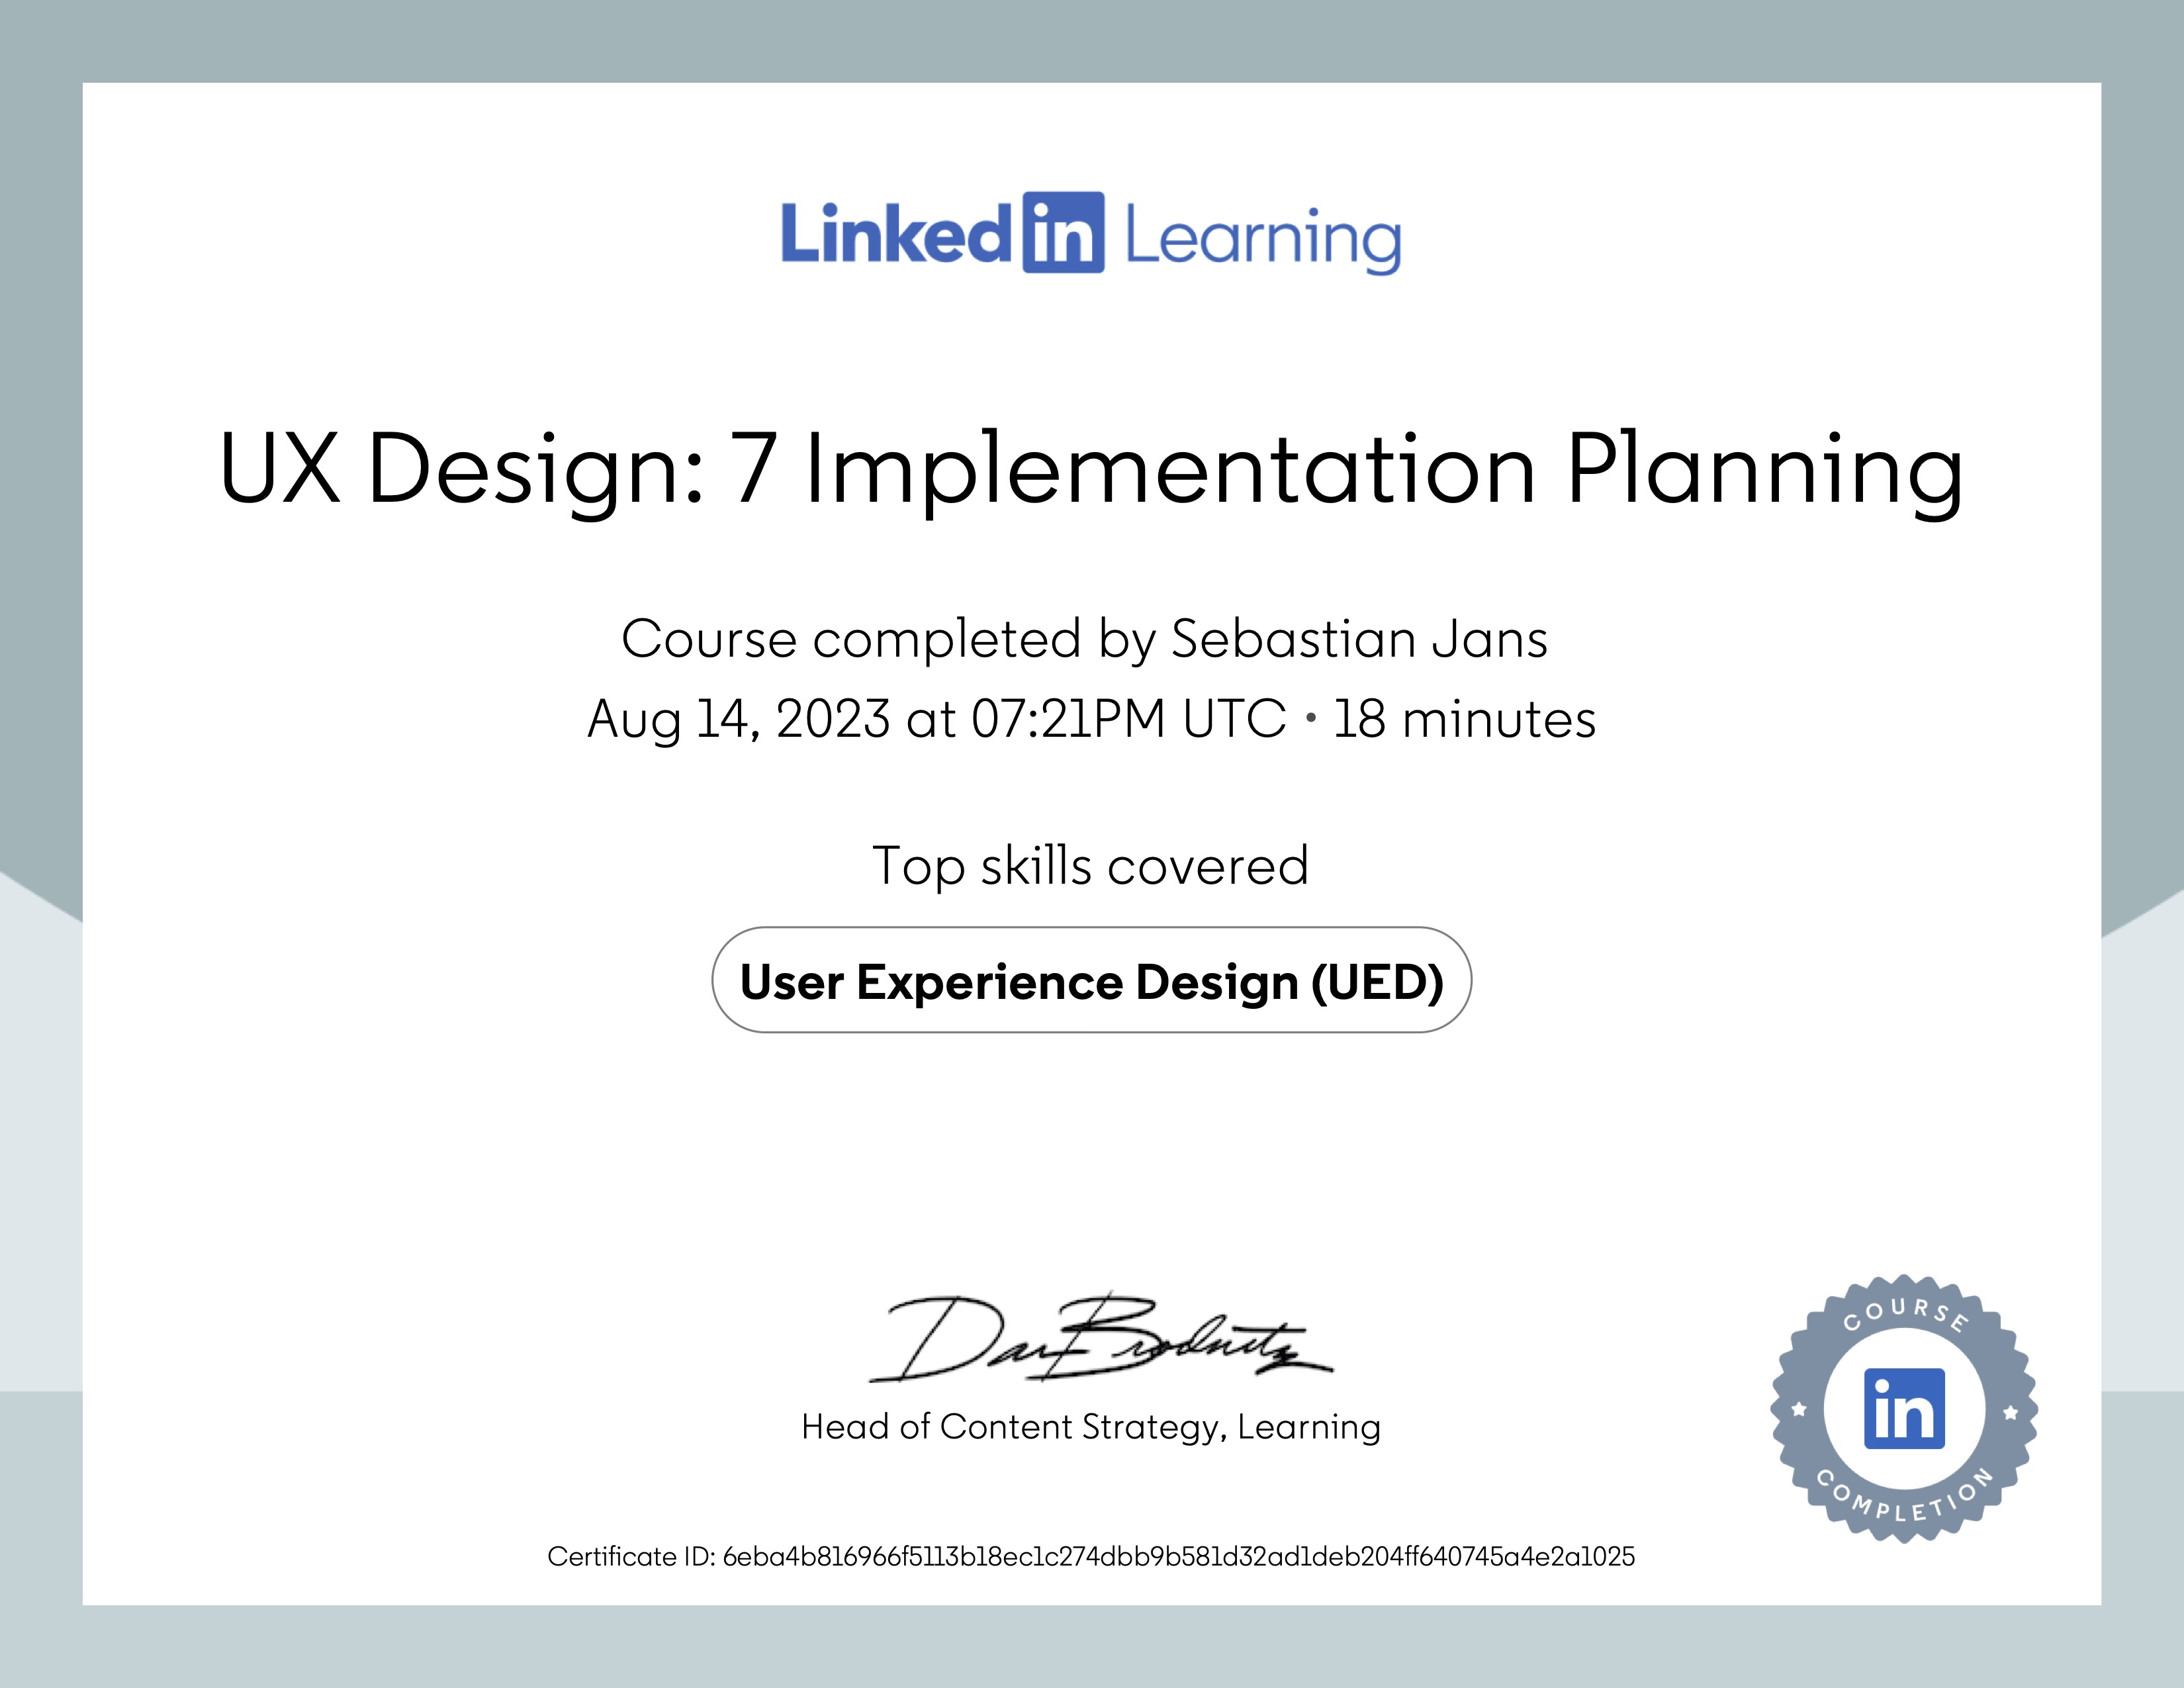 Linked in Learning
UX Design: 7 Implementation Planning
Course completed by Sebastian Jans
Aug 14, 2023 at 07:21PM UTC • 18 minutes
Top skills covered
User Experience Design (UED)
Dan Brodnitz
Head of Content Strategy, Learning
COURSE
in
COMPLETION
Certificate ID: 6eba4b816966f5113b18ec1c274dbb9b581d32ad1deb204ff640745a4e2a1025